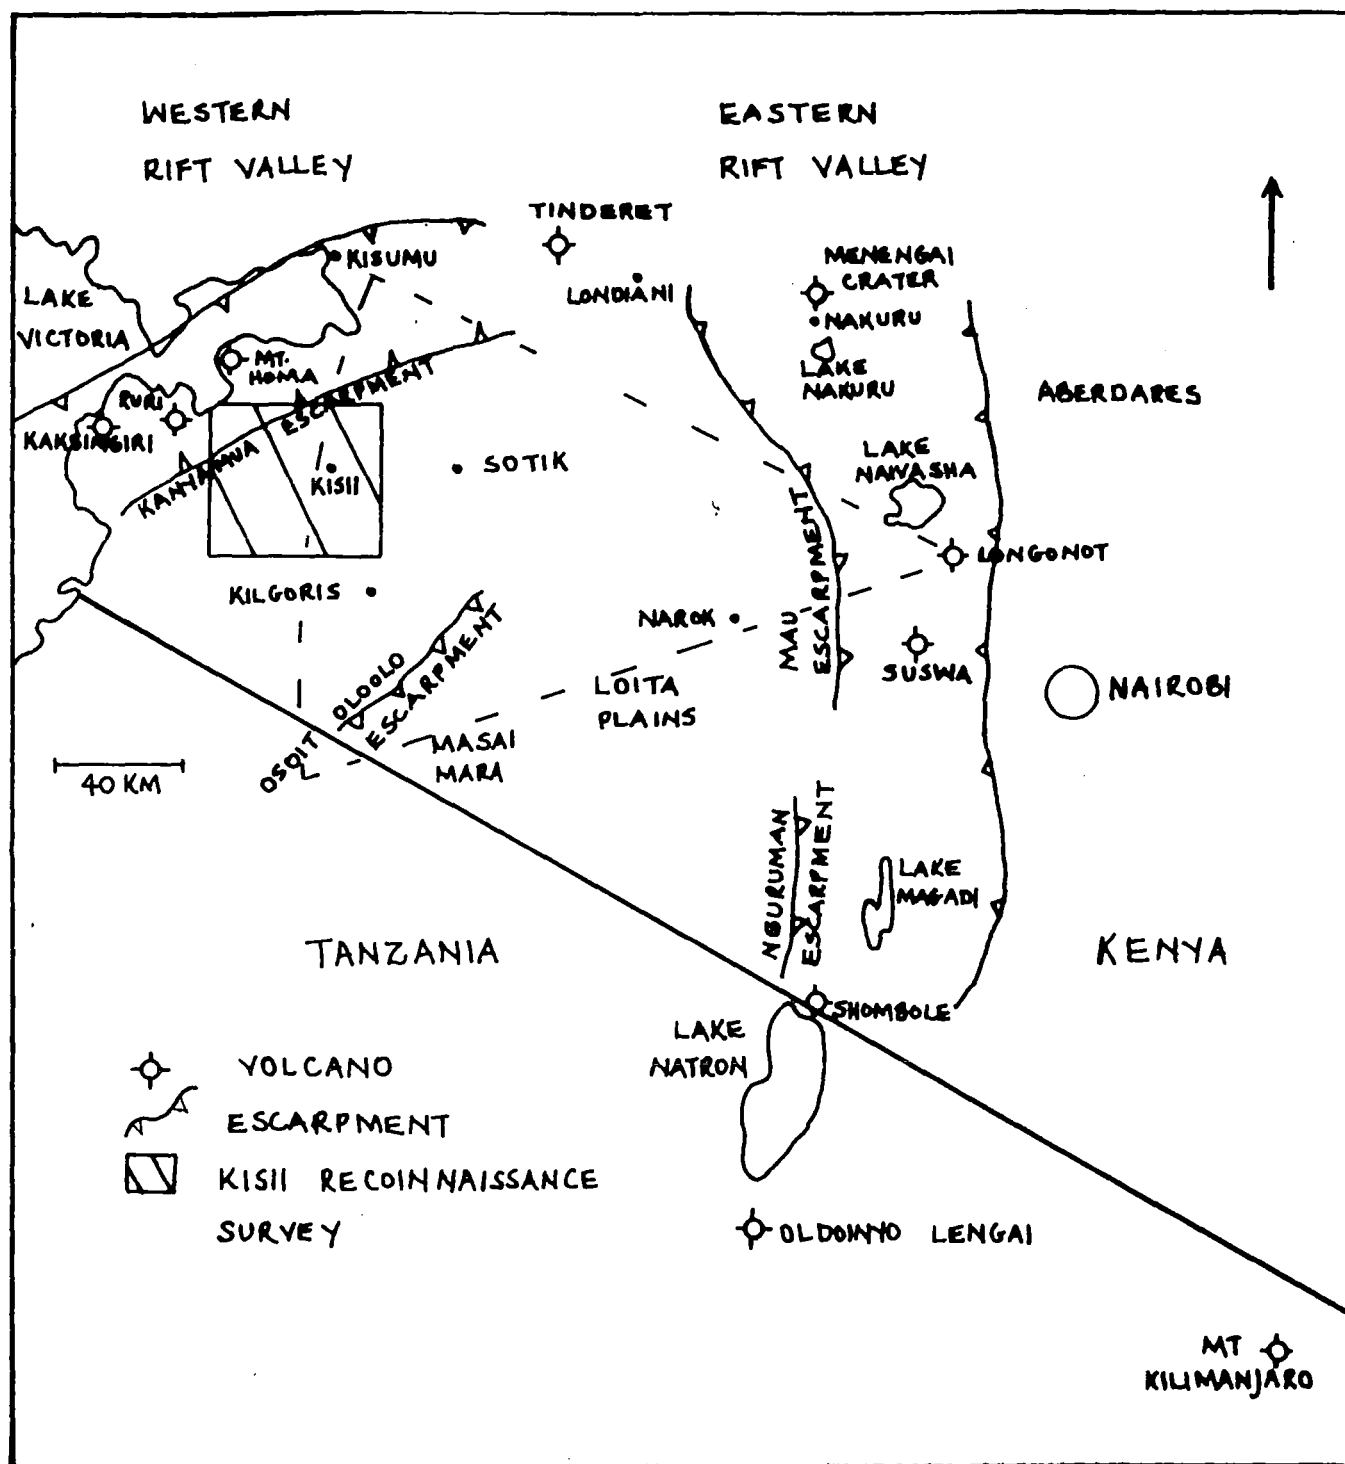 WESTERN
RIFT VALLEY
EASTERN
RIFT VALLEY
TINDERET
KISUMU
MENENGAI
CRATER
LONDIANI
LAKE
VICTORIA
NAKURU
LAKE
NAKURU
MT.
HOMA
RURI
KAKSINGIRI
KANYAMUA ESCARPMENT
ABERDARES
KISII
SOTIK
LAKE
NAIVASHA
LONGONOT
KILGORIS
NAROK
MAU
ESCARPMENT
SUSWA
NAIROBI
OSOIT OLOOLO
ESCARPMENT
LOITA
PLAINS
MASAI
MARA
40 KM
NGURUMAN
ESCARPMENT
LAKE
MAGADI
TANZANIA
KENYA
SHOMBOLE
LAKE
NATRON
VOLCANO
ESCARPMENT
KISII RECOINNAISSANCE
SURVEY
OLDOINYO LENGAI
MT
KILIMANJARO